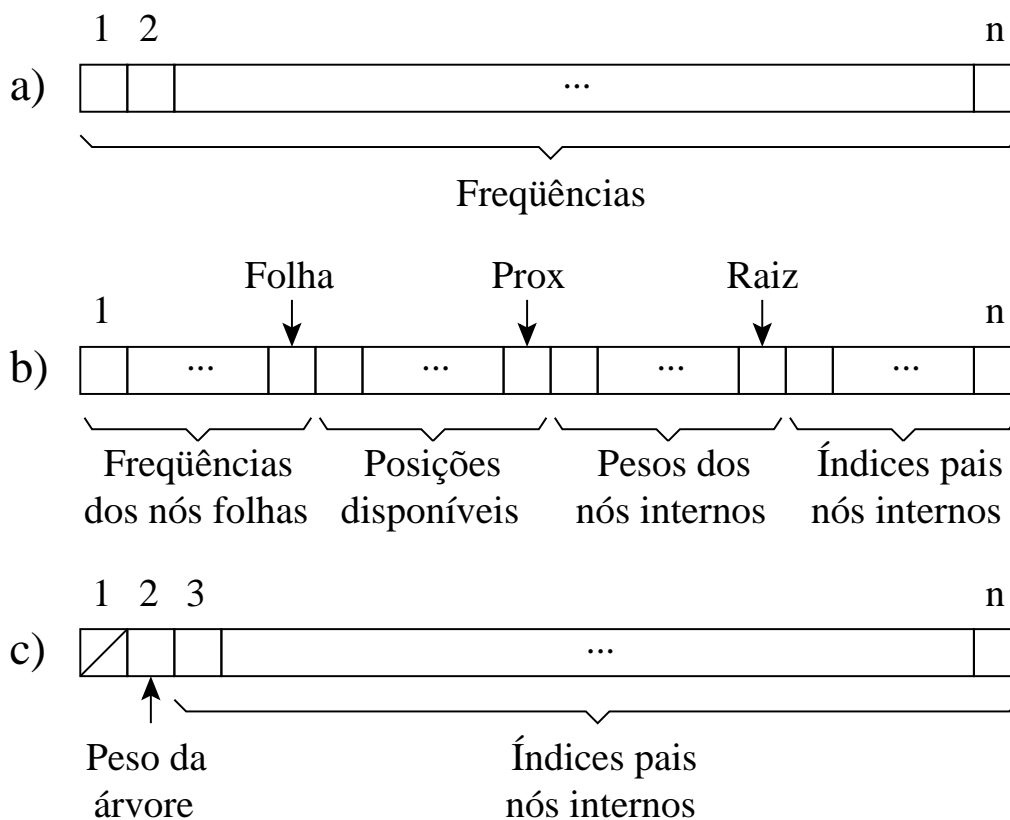 1 2 n
a) ...
Freqüências
Folha Prox Raiz
1 n
b) ... ... ... ...
Freqüências Posições Pesos dos Índices pais
dos nós folhas disponíveis nós internos nós internos
1 2 3 n
c) ...
Peso da Índices pais
árvore nós internos